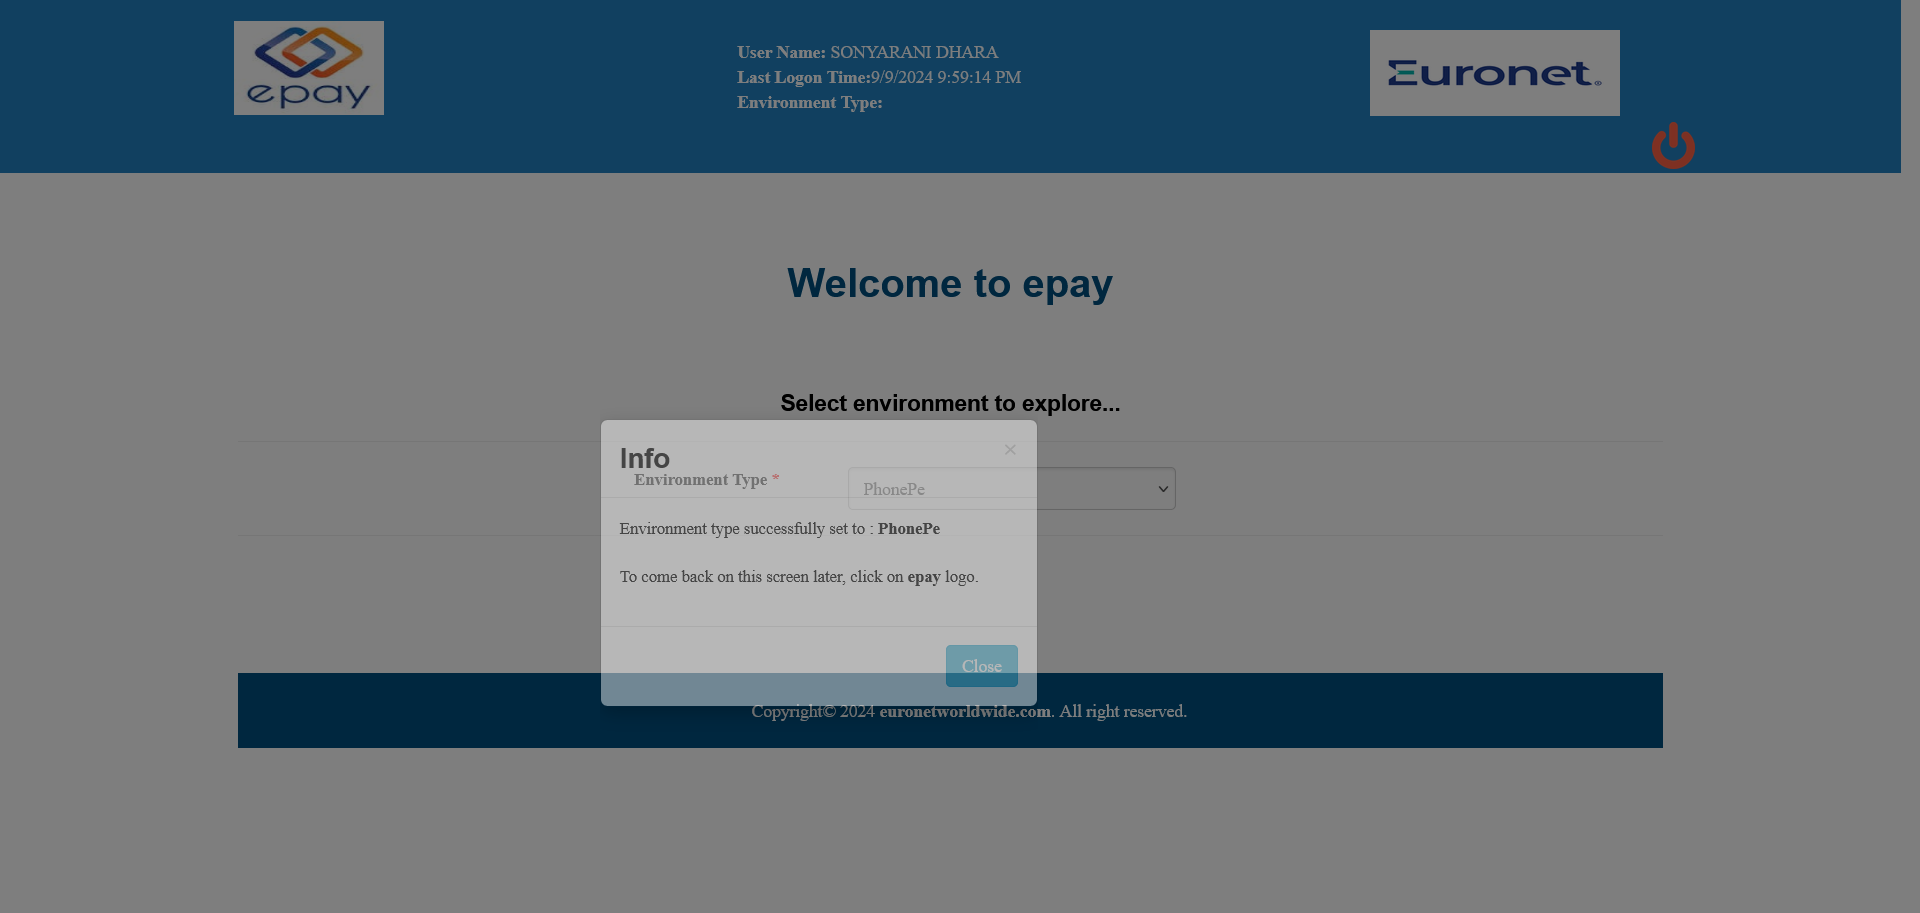 epay
User Name: SONYARANI DHARA
Last Logon Time:9/9/2024 9:59:14 PM
Environment Type:
Euronet®
Welcome to epay
Select environment to explore...
Info
×
Environment Type *
PhonePe
Environment type successfully set to : PhonePe
To come back on this screen later, click on epay logo.
Close
Copyright© 2024 euronetworldwide.com. All right reserved.